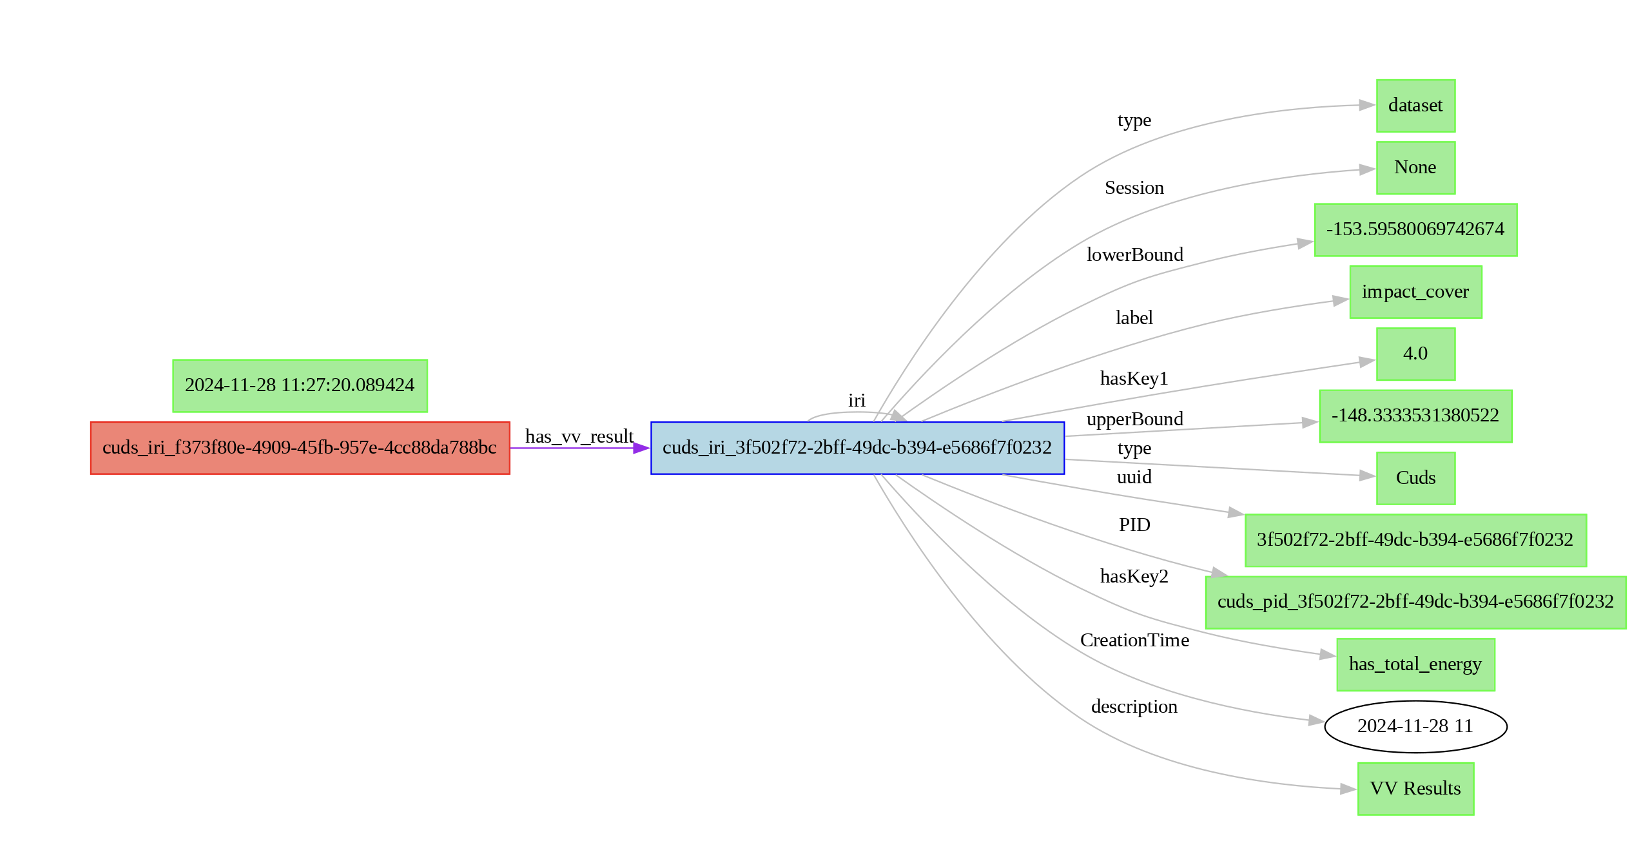 2024-11-28 11:27:20.089424
cuds_iri_f373f80e-4909-45fb-957e-4cc88da788bc
has_vv_result
iri
cuds_iri_3f502f72-2bff-49dc-b394-e5686f7f0232
type
dataset
Session
None
lowerBound
-153.59580069742674
label
impact_cover
hasKey1
4.0
upperBound
-148.3333531380522
type
Cuds
uuid
3f502f72-2bff-49dc-b394-e5686f7f0232
PID
cuds_pid_3f502f72-2bff-49dc-b394-e5686f7f0232
hasKey2
has_total_energy
CreationTime
2024-11-28 11
description
VV Results